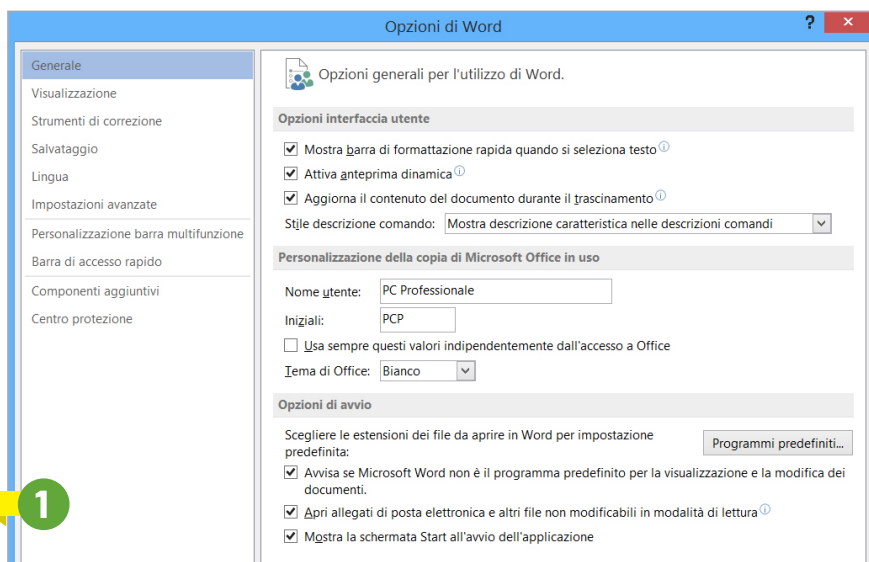 Opzioni di Word
?
×
Generale
Visualizzazione
Strumenti di correzione
Salvataggio
Lingua
Impostazioni avanzate
Personalizzazione barra multifunzione
Barra di accesso rapido
Componenti aggiuntivi
Centro protezione
Opzioni generali per l'utilizzo di Word.
Opzioni interfaccia utente
Mostra barra di formattazione rapida quando si seleziona testo
Attiva anteprima dinamica
Aggiorna il contenuto del documento durante il trascinamento
Stile descrizione comando: Mostra descrizione caratteristica nelle descrizioni comandi
Personalizzazione della copia di Microsoft Office in uso
Nome utente: PC Professionale
Iniziali: PCP
Usa sempre questi valori indipendentemente dall'accesso a Office
Tema di Office: Bianco
Opzioni di avvio
Scegliere le estensioni dei file da aprire in Word per impostazione
predefinita:
Programmi predefiniti...
Avvisa se Microsoft Word non è il programma predefinito per la visualizzazione e la modifica dei
documenti.
Apri allegati di posta elettronica e altri file non modificabili in modalità di lettura
Mostra la schermata Start all'avvio dell'applicazione
1